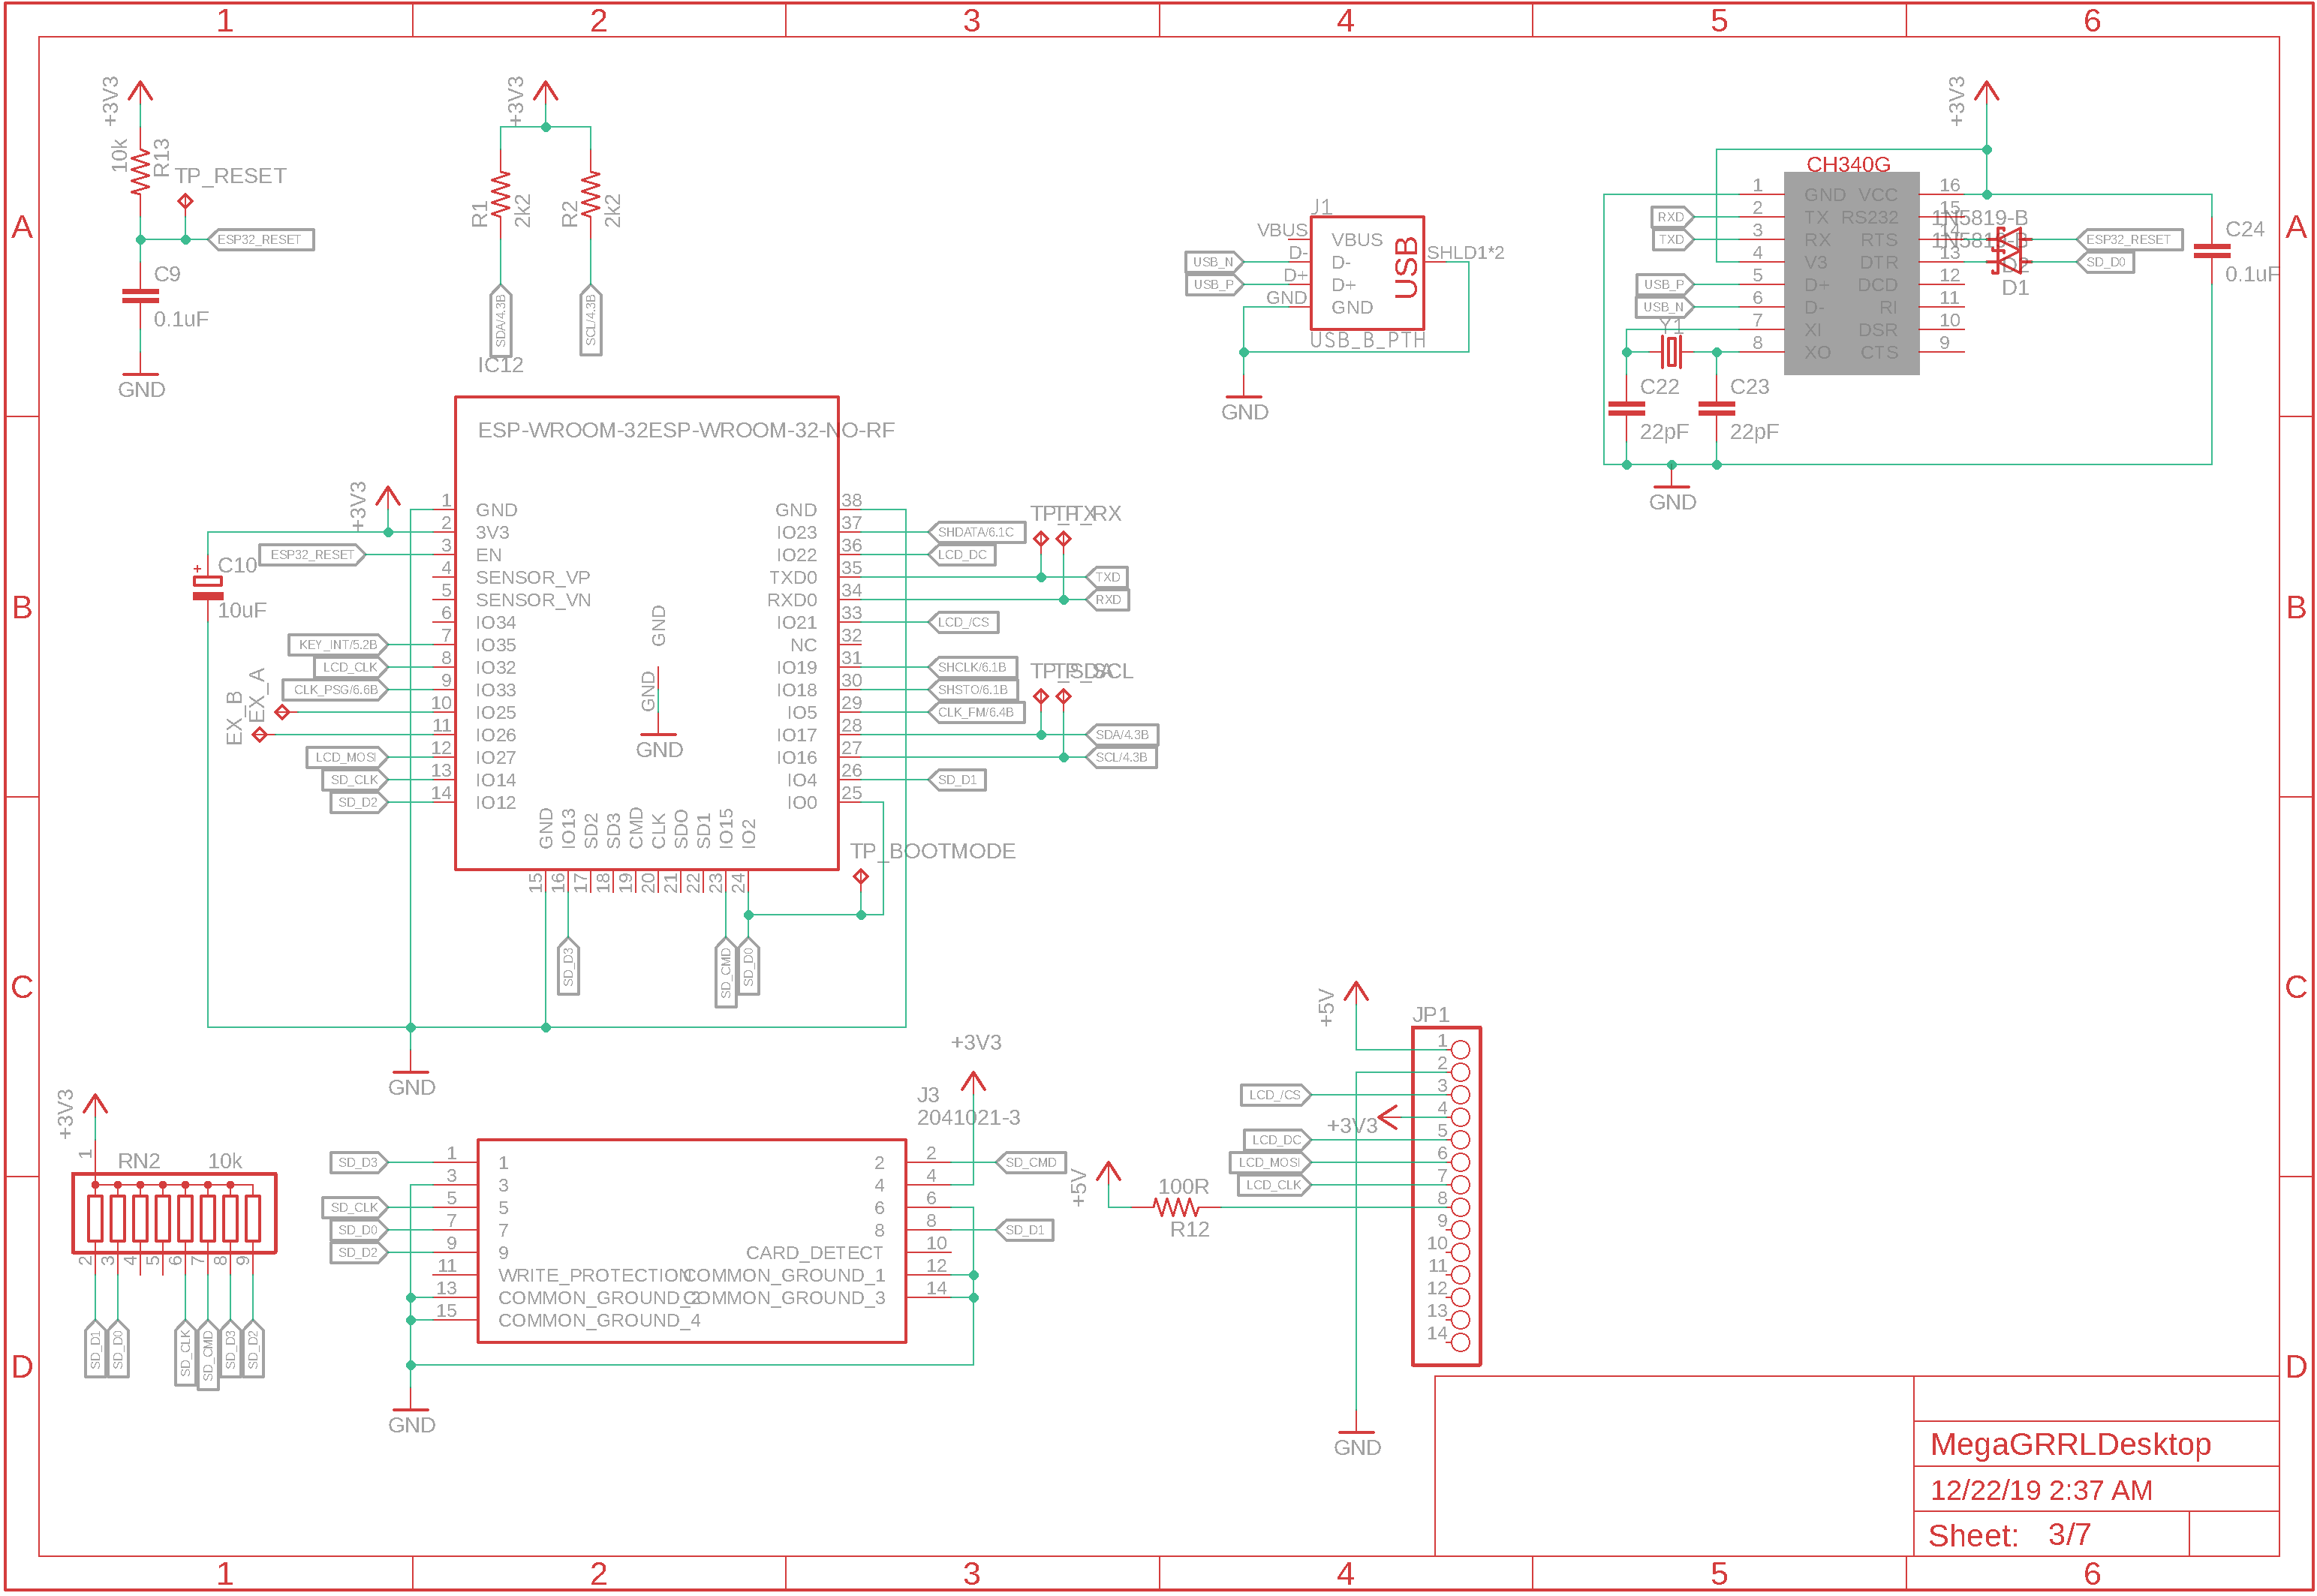 1 2 3 4 5 6
A A
B B
C C
D D
+3V3
10k
R13
TP_RESET
ESP32_RESET
C9
0.1uF
GND
+3V3
R1
2k2
R2
2k2
SDA/4.3B
SCL/4.3B
IC12
ESP-WROOM-32ESP-WROOM-32-NO-RF
+3V3
ESP32_RESET
C10
+
10uF
KEY_INT/5.2B
LCD_CLK
CLK_PSG/6.6B
EX_A
EX_B
LCD_MOSI
SD_CLK
SD_D2
1 GND
2 3V3
3 EN
4 SENSOR_VP
5 SENSOR_VN
6 IO34
7 IO35
8 IO32
9 IO33
10 IO25
11 IO26
12 IO27
13 IO14
14 IO12
GND
GND
GND
GND 38
IO23 37
IO22 36
TXD0 35
RXD0 34
IO21 33
NC 32
IO19 31
IO18 30
IO5 29
IO17 28
IO16 27
IO4 26
IO0 25
GND IO13 SD2 SD3 CMD CLK SDO SD1 IO15 IO2
15 16 17 18 19 20 21 22 23 24
SHDATA/6.1C
LCD_DC
TP_TX
TP_RX
TXD
RXD
LCD_/CS
SHCLK/6.1B
SHSTO/6.1B
CLK_FM/6.4B
TP_SDA
TP_SCL
SDA/4.3B
SCL/4.3B
SD_D1
TP_BOOTMODE
SD_D3
SD_CMD
SD_D0
GND
J1
VBUS
D-
D+
GND
USB_N
USB_P
VBUS
D-
D+
GND
USB
SHLD1*2
USB_B_PTH
GND
+3V3
CH340G
1 GND VCC 16
2 TX RS232 15
3 RX RTS 14
4 V3 DTR 13
5 D+ DCD 12
6 D- RI 11
7 XI DSR 10
8 XO CTS 9
RXD
TXD
USB_P
USB_N
Y1
C22
22pF
C23
22pF
GND
1N5819-B
1N5819-B
D2
D1
ESP32_RESET
SD_D0
C24
0.1uF
+3V3
1
RN2 10k
2 3 4 5 6 7 8 9
SD_D1
SD_D0
SD_CLK
SD_CMD
SD_D3
SD_D2
+3V3
J3
2041021-3
SD_D3
SD_CLK
SD_D0
SD_D2
1 1 2 2
3 3 4 4
5 5 6 6
7 7 8 8
9 9 CARD_DETECT 10
11 WRITE_PROTECTION COMMON_GROUND_1 12
13 COMMON_GROUND_2 COMMON_GROUND_3 14
15 COMMON_GROUND_4
SD_CMD
SD_D1
GND
+5V
100R
R12
+5V
JP1
LCD_/CS
+3V3
LCD_DC
LCD_MOSI
LCD_CLK
1
2
3
4
5
6
7
8
9
10
11
12
13
14
GND
MegaGRRLDesktop
12/22/19 2:37 AM
Sheet: 3/7
1 2 3 4 5 6